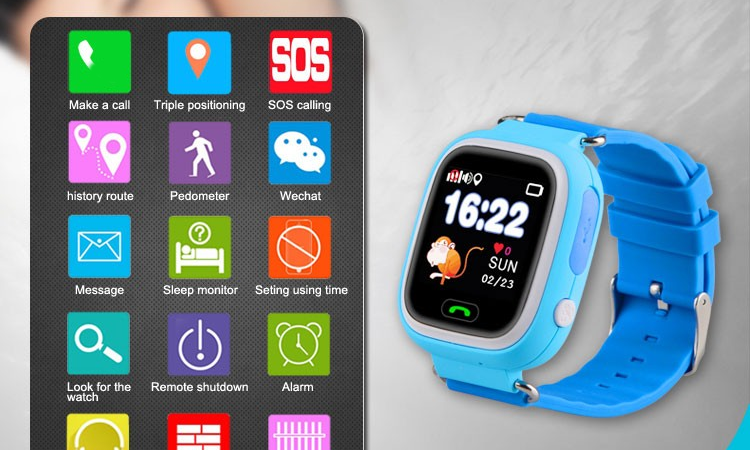 SOS
Make a call
Triple positioning
SOS calling
history route
Pedometer
Wechat
Message
Sleep monitor
Seting using time
Look for the
watch
Remote shutdown
Alarm
16:22
0
SUN
02/23